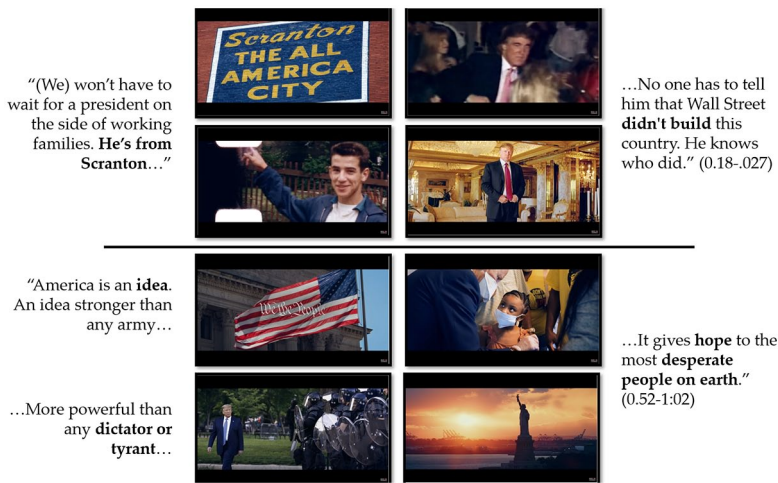 “(We) won’t have to
wait for a president on
the side of working
families. He’s from
Scranton…”
Scranton
THE ALL
AMERICA
CITY
…No one has to tell
him that Wall Street
didn't build this
country. He knows
who did.” (0.18-.027)
“America is an idea.
An idea stronger than
any army…
We The People
…It gives hope to the
most desperate
people on earth.”
(0.52-1:02)
…More powerful than
any dictator or
tyrant…